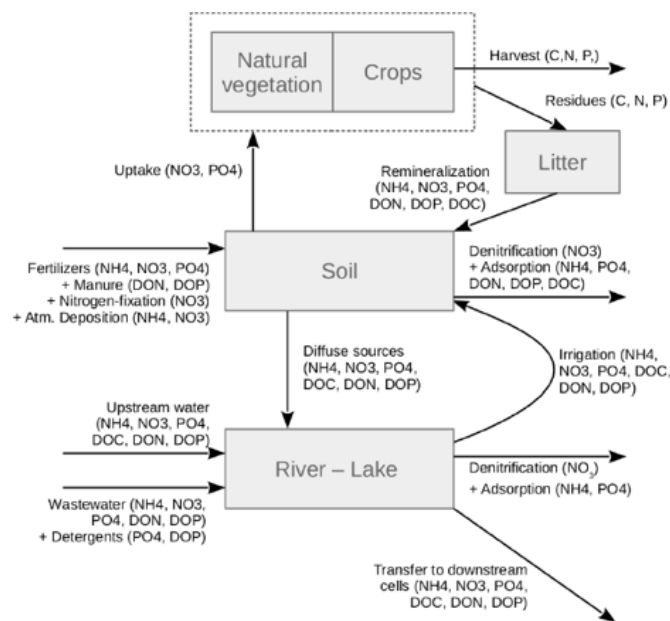 Natural
vegetation
Crops
Harvest (C,N, P,)
Residues (C, N, P)
Uptake (NO3, PO4)
Remineralization
(NH4, NO3, PO4,
DON, DOP, DOC)
Litter
Soil
Fertilizers (NH4, NO3, PO4)
+ Manure (DON, DOP)
+ Nitrogen-fixation (NO3)
+ Atm. Deposition (NH4, NO3)
Denitrification (NO3)
+ Adsorption (NH4, PO4,
DON, DOP, DOC)
Diffuse sources
(NH4, NO3, PO4,
DOC, DON, DOP)
Irrigation (NH4,
NO3, PO4, DOC,
DON, DOP)
Upstream water
(NH4, NO3, PO4,
DOC, DON, DOP)
River – Lake
Wastewater (NH4, NO3,
PO4, DON, DOP)
+ Detergents (PO4, DOP)
Denitrification (NO₃)
+ Adsorption (NH4, PO4)
Transfer to downstream
cells (NH4, NO3, PO4,
DOC, DON, DOP)